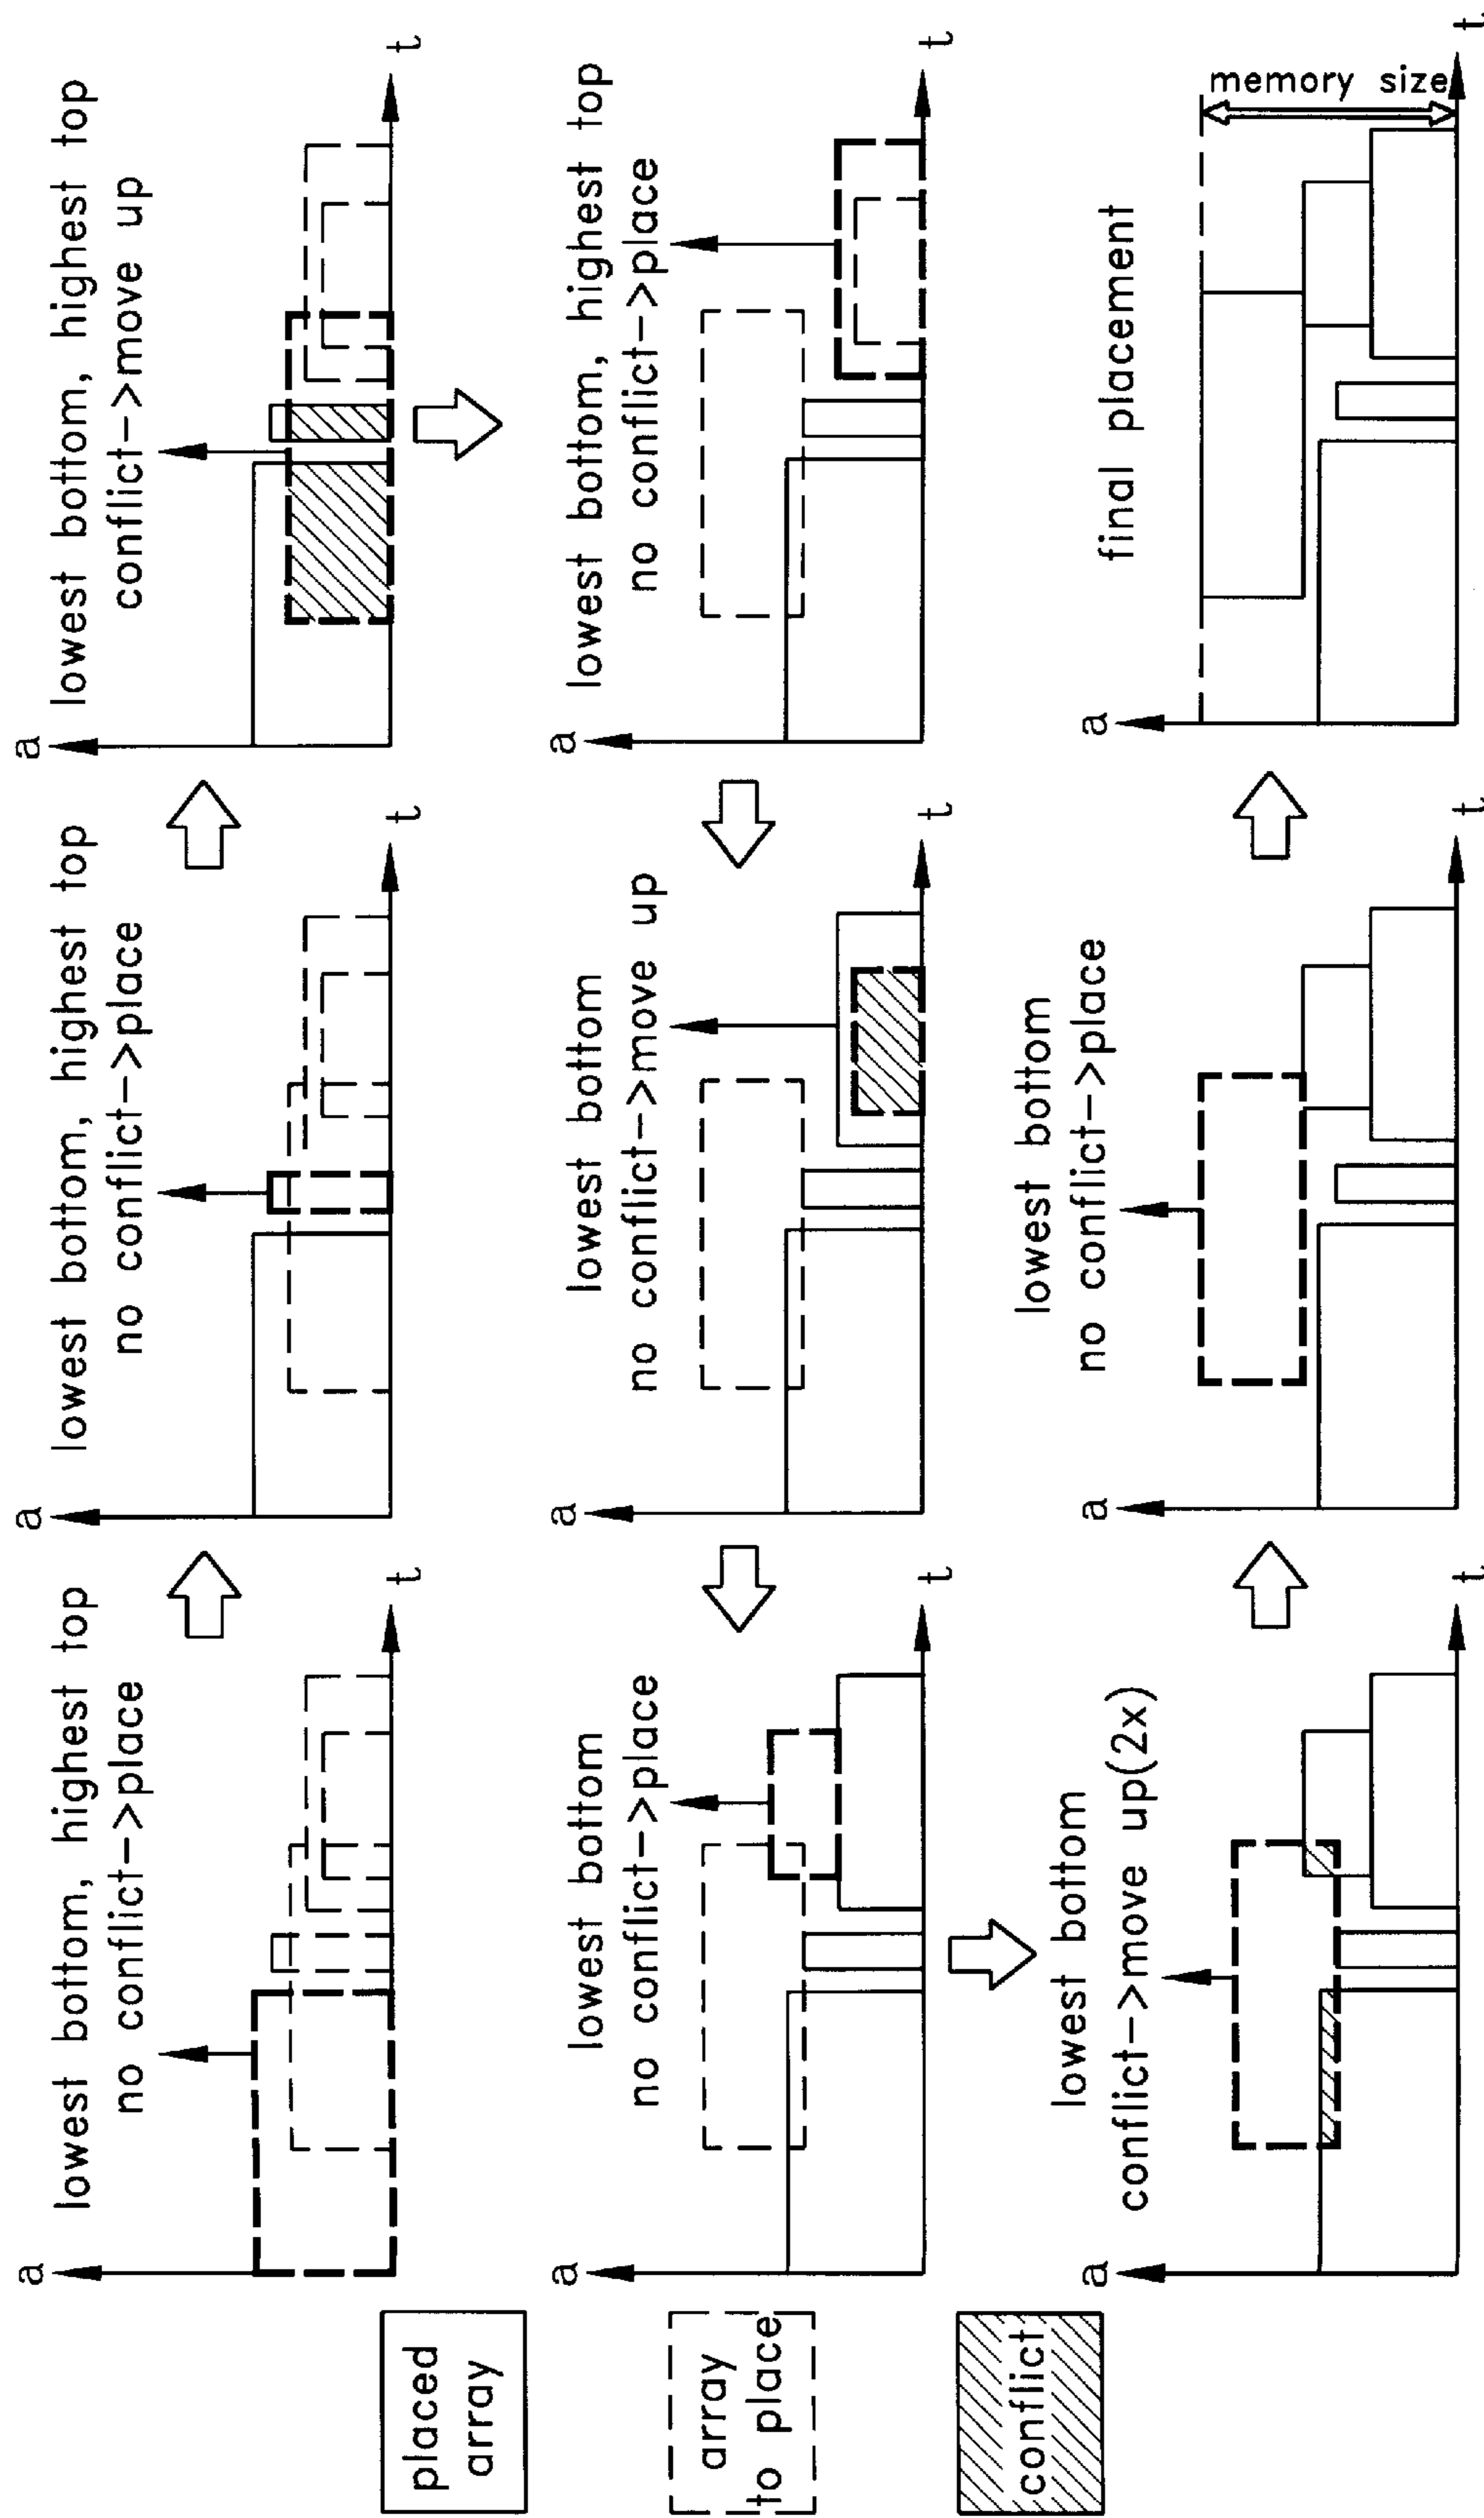 placed
array
array
to place
conflict
lowest bottom, highest top
no conflict->place
a
t
lowest bottom, highest top
no conflict->place
a
t
lowest bottom, highest top
conflict->move up
a
t
lowest bottom, highest top
no conflict->place
a
t
lowest bottom
no conflict->move up
a
t
lowest bottom
no conflict->place
a
t
lowest bottom
conflict->move up(2x)
a
t
lowest bottom
no conflict->place
a
t
final placement
memory size
a
t